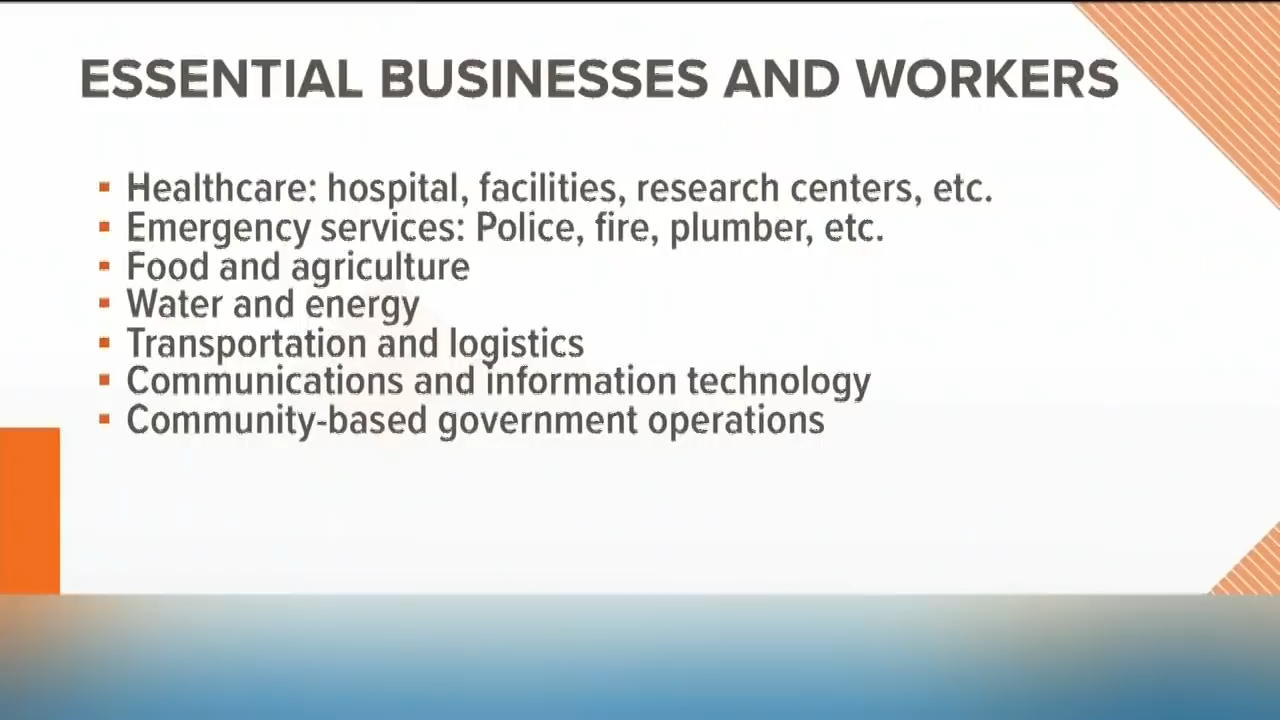 ESSENTIAL BUSINESSES AND WORKERS
Healthcare: hospital, facilities, research centers, etc.
Emergency services: Police, fire, plumber, etc.
Food and agriculture
Water and energy
Transportation and logistics
Communications and information technology
Community-based government operations